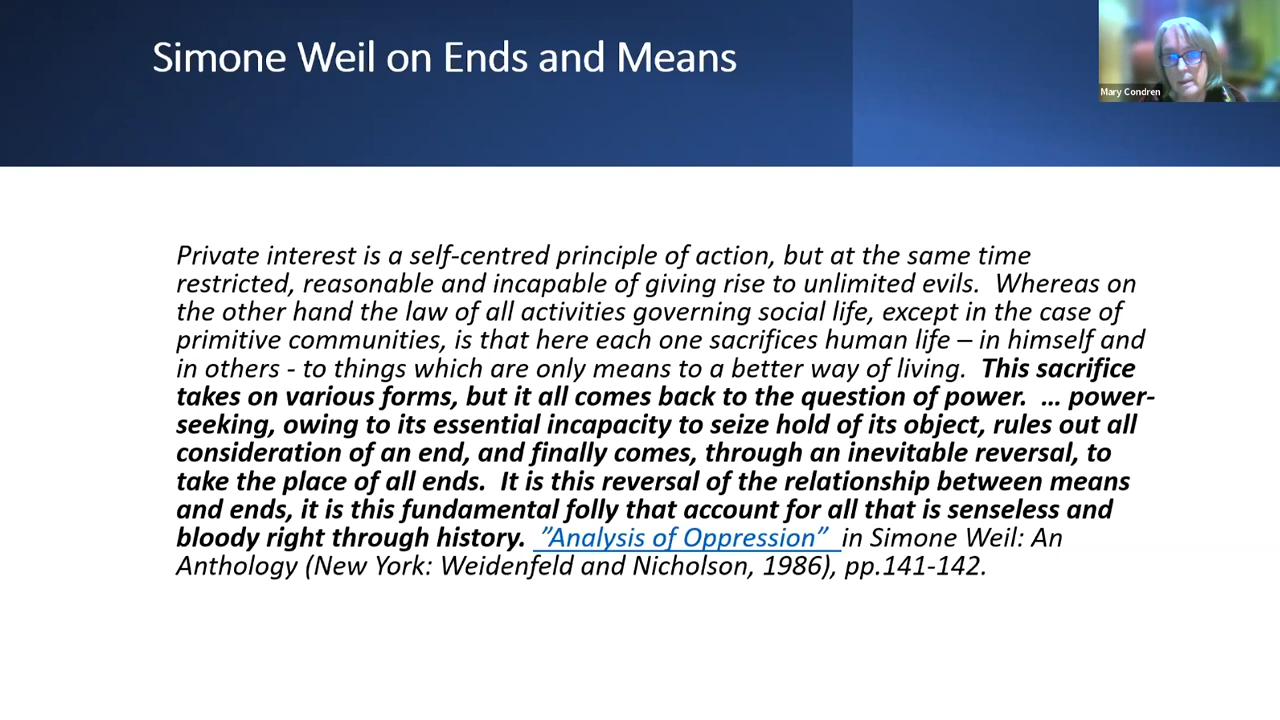 Simone Weil on Ends and Means
Mary Condren
Private interest is a self-centred principle of action, but at the same time
restricted, reasonable and incapable of giving rise to unlimited evils.  Whereas on
the other hand the law of all activities governing social life, except in the case of
primitive communities, is that here each one sacrifices human life – in himself and
in others - to things which are only means to a better way of living.  This sacrifice
takes on various forms, but it all comes back to the question of power.  … power-
seeking, owing to its essential incapacity to seize hold of its object, rules out all
consideration of an end, and finally comes, through an inevitable reversal, to
take the place of all ends.  It is this reversal of the relationship between means
and ends, it is this fundamental folly that account for all that is senseless and
bloody right through history.  ”Analysis of Oppression”  in Simone Weil: An
Anthology (New York: Weidenfeld and Nicholson, 1986), pp.141-142.